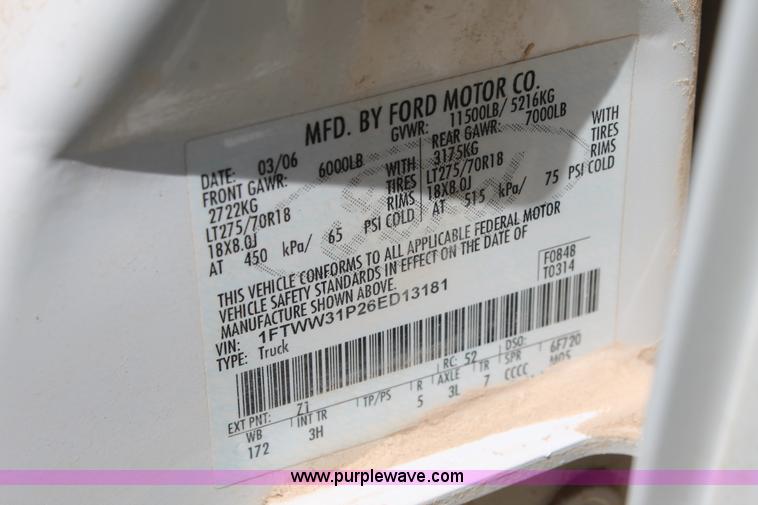 MFD. BY FORD MOTOR CO.
DATE: 03/06 GVWR: 11500LB/ 5216KG
FRONT GAWR: 6000LB REAR GAWR: 7000LB
2722KG WITH 3175KG WITH
LT275/70R18 TIRES LT275/70R18 TIRES
18X8.0J RIMS 18X8.0J RIMS
AT 450 kPa/ 65 PSI COLD AT 515 kPa/ 75 PSI COLD
THIS VEHICLE CONFORMS TO ALL APPLICABLE FEDERAL MOTOR
VEHICLE SAFETY STANDARDS IN EFFECT ON THE DATE OF
MANUFACTURE SHOWN ABOVE.
VIN: 1FTWW31P26ED13181
TYPE: Truck
F0848
T0314
EXT PNT: Z1 RC: 52 DSO:
WB INT TR TP/PS R AXLE TR SPR 6F720
172 3H 5 3L 7 CCCC MOS
www.purplewave.com